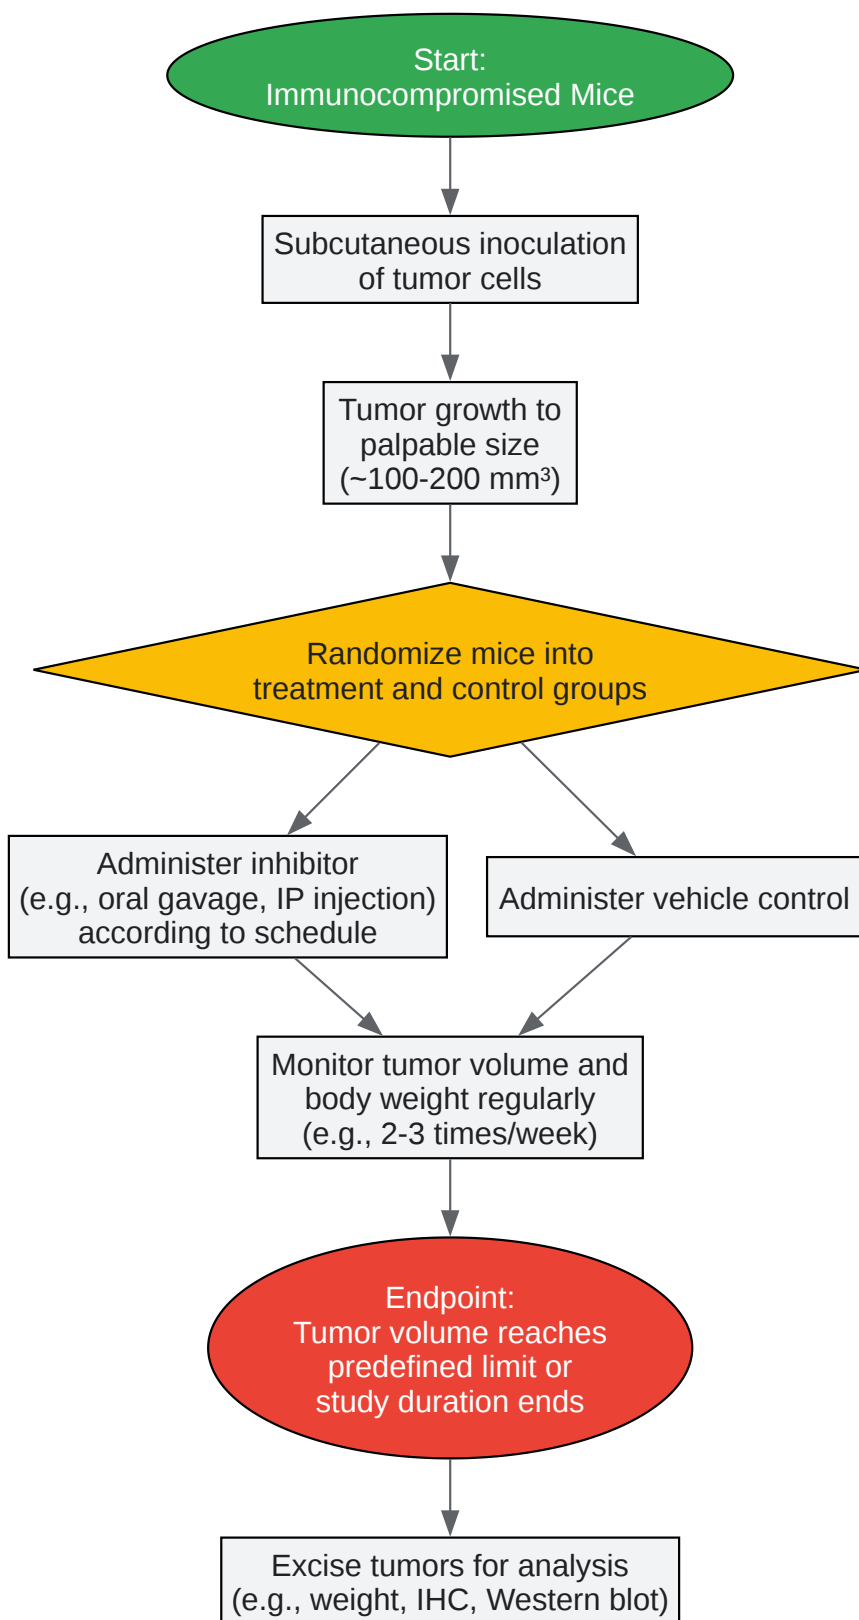 Start:
Immunocompromised Mice
Subcutaneous inoculation
of tumor cells
Tumor growth to
palpable size
(~100-200 mm³)
Randomize mice into
treatment and control groups
Administer inhibitor
(e.g., oral gavage, IP injection)
according to schedule
Administer vehicle control
Monitor tumor volume and
body weight regularly
(e.g., 2-3 times/week)
Endpoint:
Tumor volume reaches
predefined limit or
study duration ends
Excise tumors for analysis
(e.g., weight, IHC, Western blot)